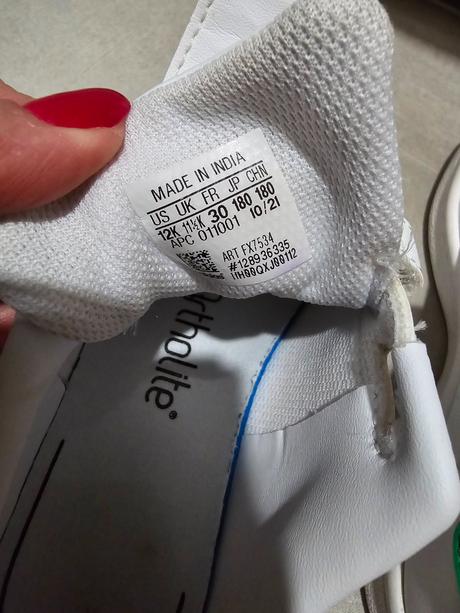 MADE IN INDIA
US UK FR JP CHN
12K 11½K 30 180 180
APC 011001 10/21
ART FX7534
#128936335
ortholite®